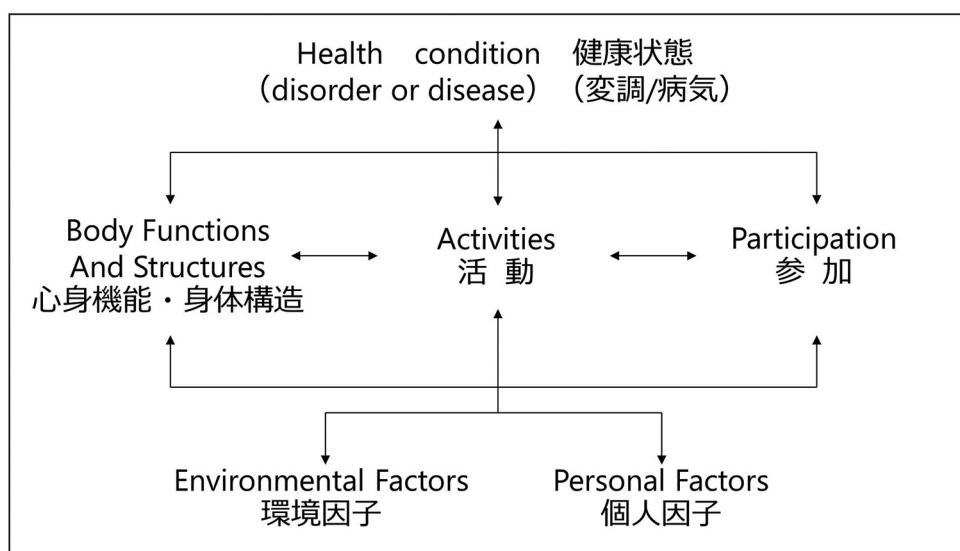 Health condition 健康状態
（disorder or disease）（変調/病気）
Body Functions
And Structures
心身機能・身体構造
Activities
活 動
Participation
参 加
Environmental Factors
環境因子
Personal Factors
個人因子